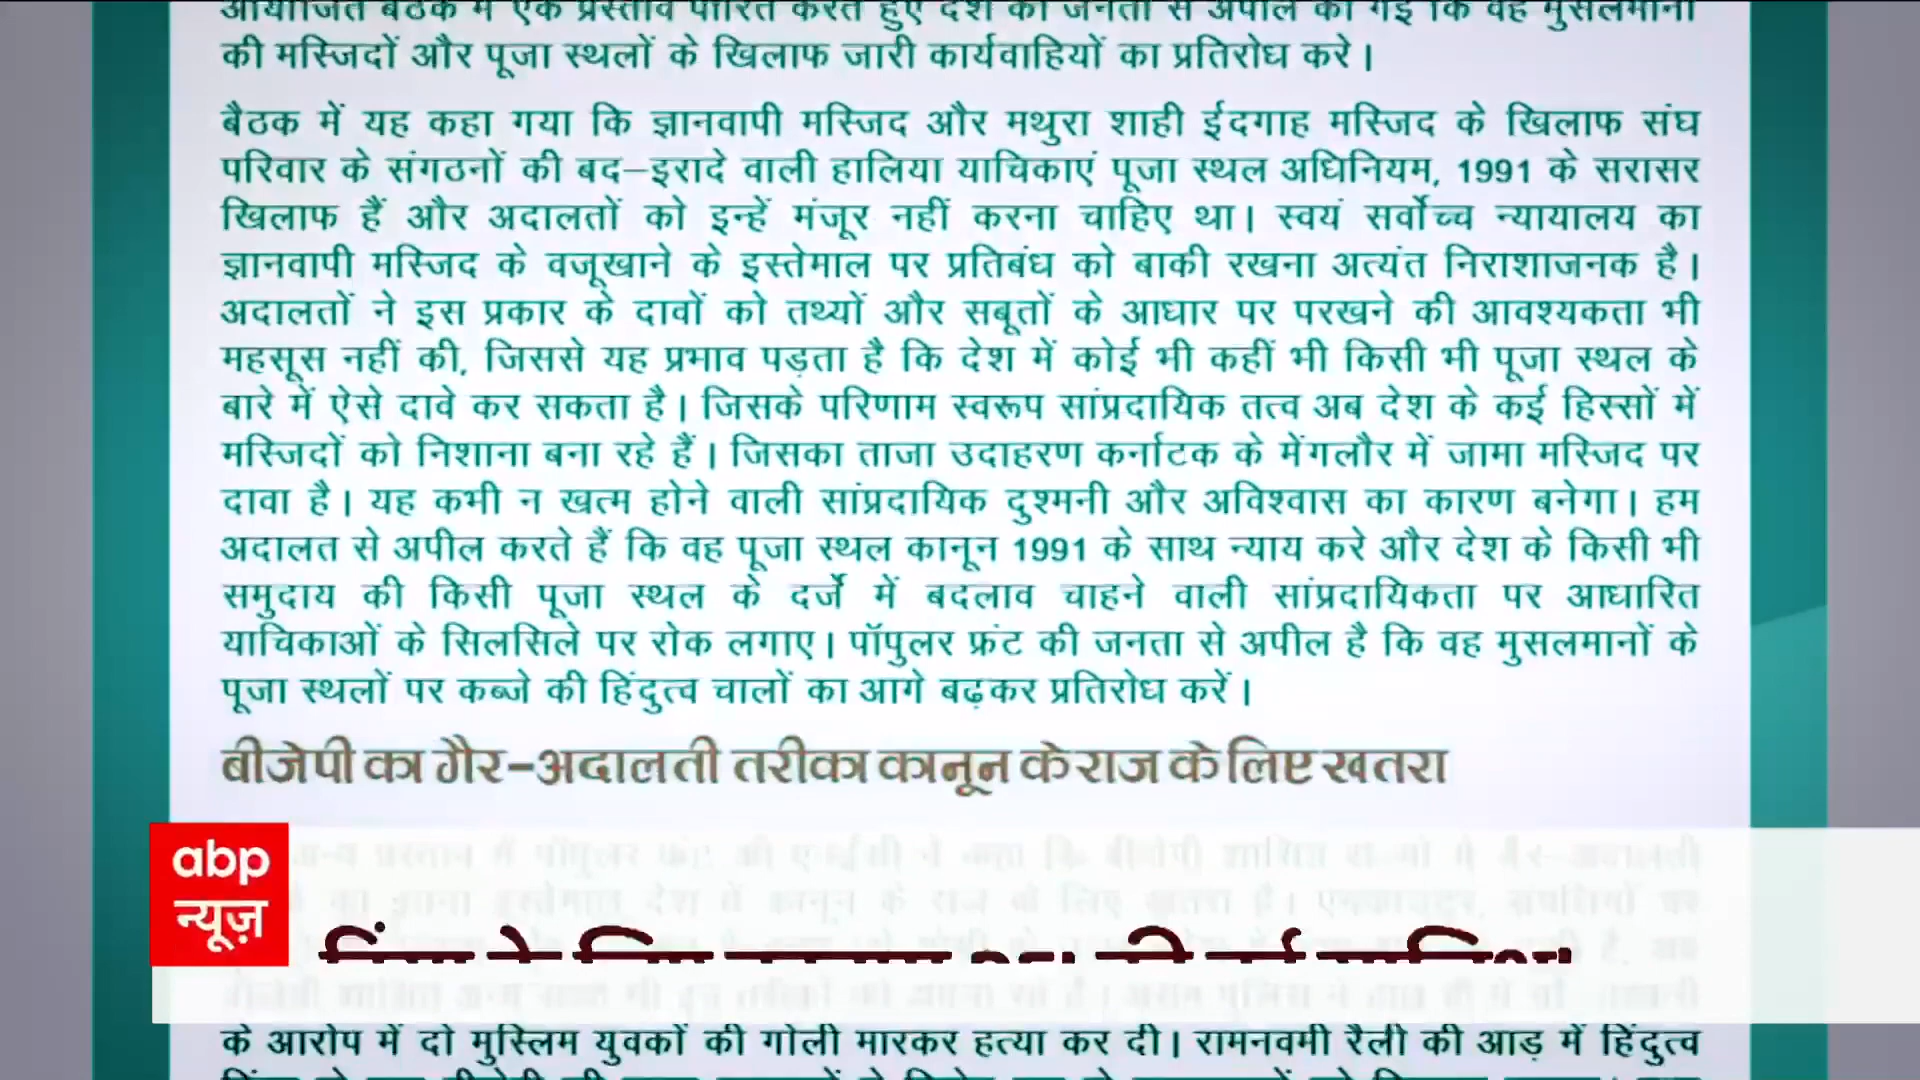 आयोजित बैठक में एक प्रस्ताव पारित करते हुए देश की जनता से अपील की गई कि वह मुसलमानों
की मस्जिदों और पूजा स्थलों के खिलाफ जारी कार्यवाहियों का प्रतिरोध करे।
बैठक में यह कहा गया कि ज्ञानवापी मस्जिद और मथुरा शाही ईदगाह मस्जिद के खिलाफ संघ
परिवार के संगठनों की बद–इरादे वाली हालिया याचिकाएं पूजा स्थल अधिनियम, 1991 के सरासर
खिलाफ हैं और अदालतों को इन्हें मंजूर नहीं करना चाहिए था। स्वयं सर्वोच्च न्यायालय का
ज्ञानवापी मस्जिद के वजूखाने के इस्तेमाल पर प्रतिबंध को बाकी रखना अत्यंत निराशाजनक है।
अदालतों ने इस प्रकार के दावों को तथ्यों और सबूतों के आधार पर परखने की आवश्यकता भी
महसूस नहीं की, जिससे यह प्रभाव पड़ता है कि देश में कोई भी कहीं भी किसी भी पूजा स्थल के
बारे में ऐसे दावे कर सकता है। जिसके परिणाम स्वरूप सांप्रदायिक तत्व अब देश के कई हिस्सों में
मस्जिदों को निशाना बना रहे हैं। जिसका ताजा उदाहरण कर्नाटक के मेंगलौर में जामा मस्जिद पर
दावा है। यह कभी न खत्म होने वाली सांप्रदायिक दुश्मनी और अविश्वास का कारण बनेगा। हम
अदालत से अपील करते हैं कि वह पूजा स्थल कानून 1991 के साथ न्याय करे और देश के किसी भी
समुदाय की किसी पूजा स्थल के दर्जे में बदलाव चाहने वाली सांप्रदायिकता पर आधारित
याचिकाओं के सिलसिले पर रोक लगाए। पॉपुलर फ्रंट की जनता से अपील है कि वह मुसलमानों के
पूजा स्थलों पर कब्जे की हिंदुत्व चालों का आगे बढ़कर प्रतिरोध करें।
बीजेपी का गैर–अदालती तरीका कानून के राज के लिए खतरा
abp
न्यूज़
के आरोप में दो मुस्लिम युवकों की गोली मारकर हत्या कर दी। रामनवमी रैली की आड़ में हिंदुत्व